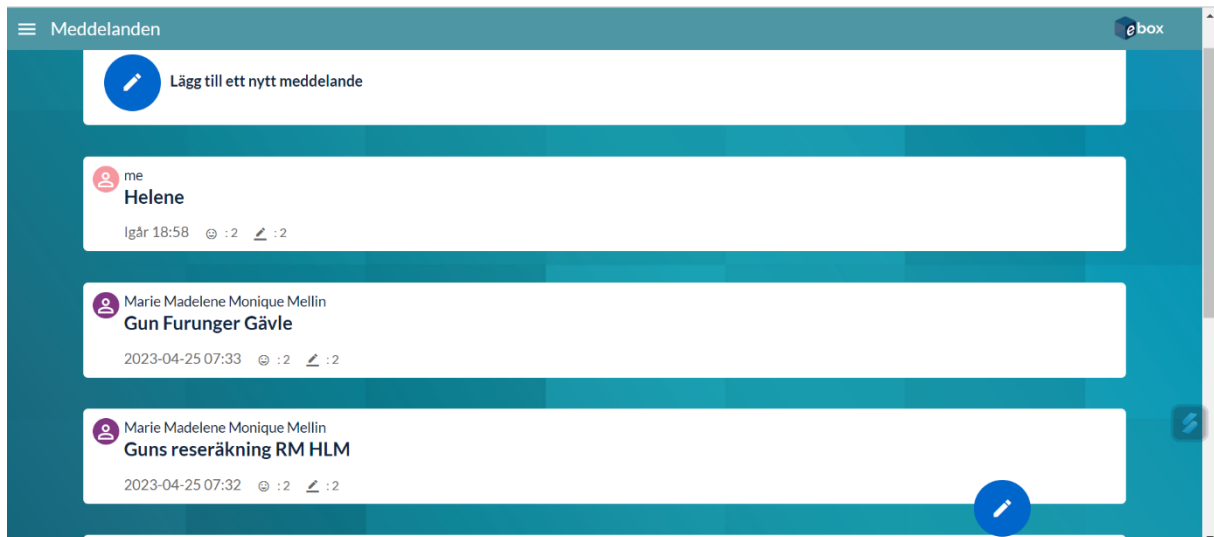 Meddelanden
ebox
Lägg till ett nytt meddelande
me
Helene
Igår 18:58 : 2 : 2
Marie Madelene Monique Mellin
Gun Furunger Gävle
2023-04-25 07:33 : 2 : 2
Marie Madelene Monique Mellin
Guns reseräkning RM HLM
2023-04-25 07:32 : 2 : 2